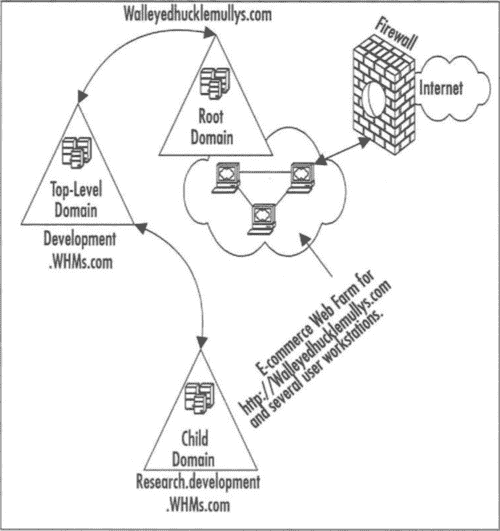 Walleyedhucklemullys.com
Firewall
Internet
Root
Domain
Top-Level
Domain
Development
.WHMs.com
E-commerce Web Farm for
http://Walleyedhucklemullys.com
and several user workstations.
Child
Domain
Research.development
.WHMs.com